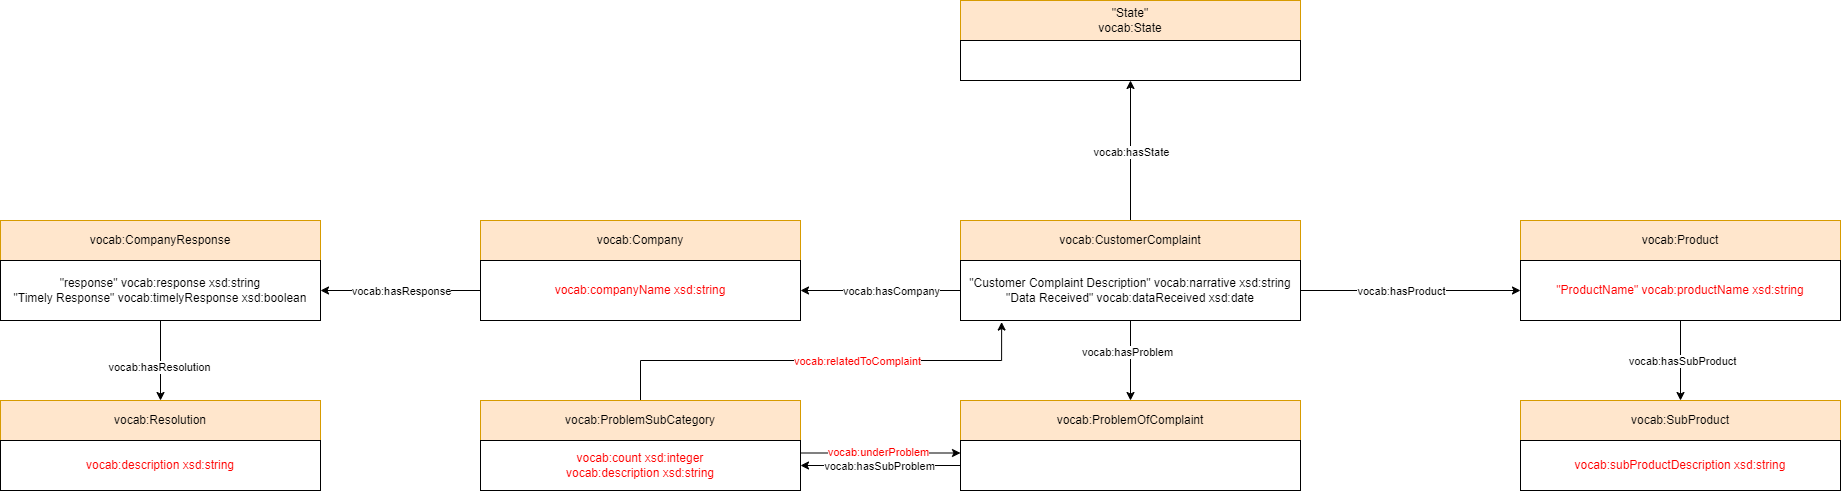 "State"
vocab:State
vocab:hasState
vocab:CompanyResponse
"response" vocab:response xsd:string
"Timely Response" vocab:timelyResponse xsd:boolean
vocab:hasResponse
vocab:Company
vocab:companyName xsd:string
vocab:hasCompany
vocab:CustomerComplaint
"Customer Complaint Description" vocab:narrative xsd:string
"Data Received" vocab:dataReceived xsd:date
vocab:hasProduct
vocab:Product
"ProductName" vocab:productName xsd:string
vocab:hasResolution
vocab:relatedToComplaint
vocab:hasProblem
vocab:hasSubProduct
vocab:Resolution
vocab:description xsd:string
vocab:ProblemSubCategory
vocab:count xsd:integer
vocab:description xsd:string
vocab:underProblem
vocab:hasSubProblem
vocab:ProblemOfComplaint
vocab:SubProduct
vocab:subProductDescription xsd:string